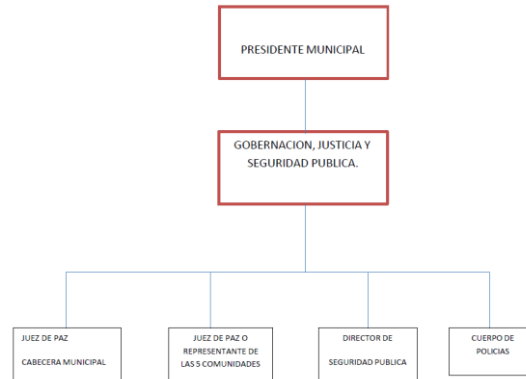 PRESIDENTE MUNICIPAL
GOBERNACION, JUSTICIA Y
SEGURIDAD PUBLICA.
JUEZ DE PAZ
CABECERA MUNICIPAL
JUEZ DE PAZ O
REPRESENTANTE DE
LAS 5 COMUNIDADES
DIRECTOR DE
SEGURIDAD PUBLICA
CUERPO DE
POLICIAS